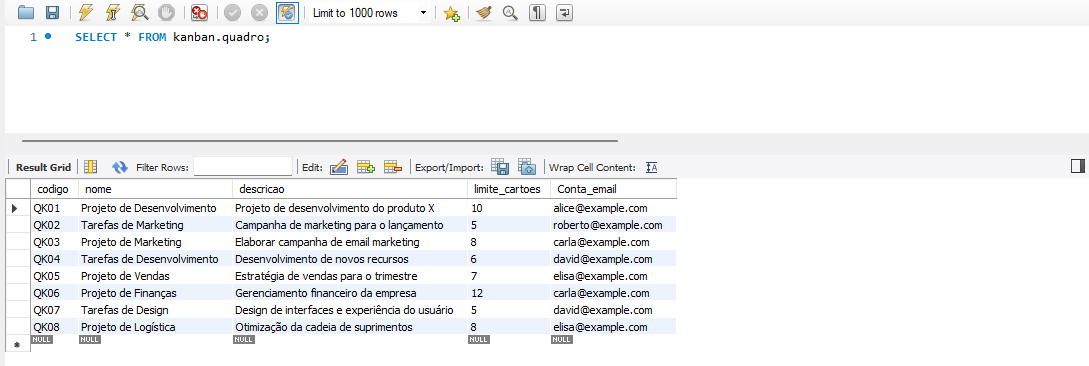 Limit to 1000 rows
1 SELECT * FROM kanban.quadro;
Result Grid Filter Rows: Edit: Export/Import: Wrap Cell Content: IA
codigo nome descricao limite_cartoes Conta_email
QK01 Projeto de Desenvolvimento Projeto de desenvolvimento do produto X 10 alice@example.com
QK02 Tarefas de Marketing Campanha de marketing para o lançamento 5 roberto@example.com
QK03 Projeto de Marketing Elaborar campanha de email marketing 8 carla@example.com
QK04 Tarefas de Desenvolvimento Desenvolvimento de novos recursos 6 david@example.com
QK05 Projeto de Vendas Estratégia de vendas para o trimestre 7 elisa@example.com
QK06 Projeto de Finanças Gerenciamento financeiro da empresa 12 carla@example.com
QK07 Tarefas de Design Design de interfaces e experiência do usuário 5 david@example.com
QK08 Projeto de Logística Otimização da cadeia de suprimentos 8 elisa@example.com
NULL NULL NULL NULL NULL